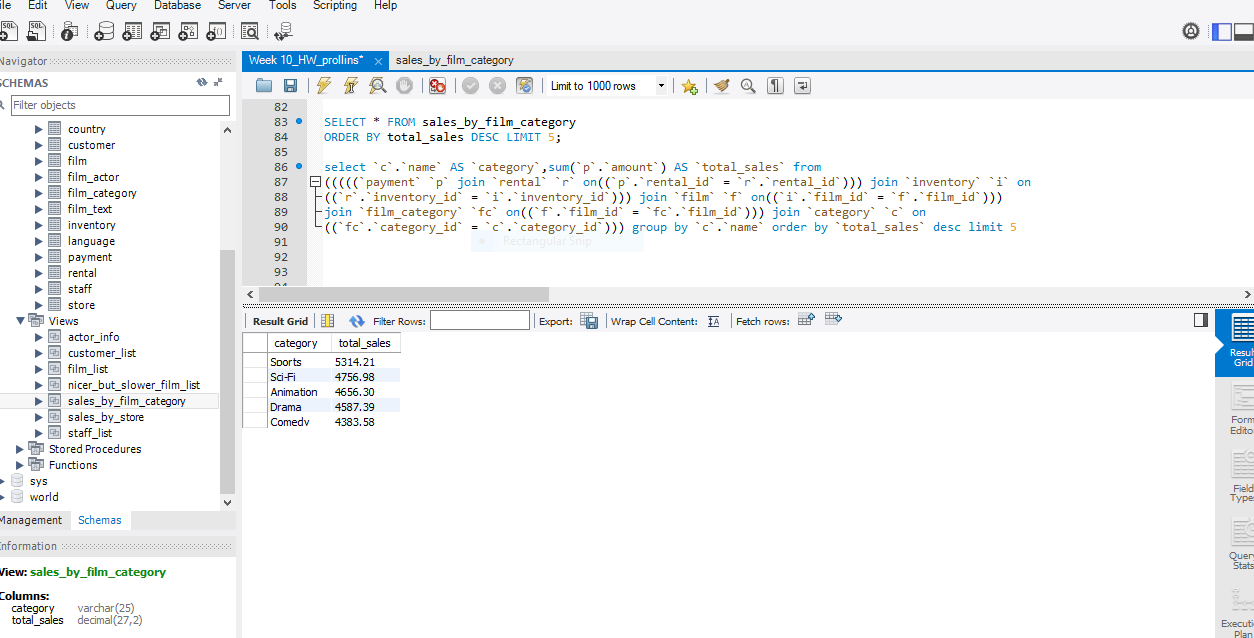 ile Edit View Query Database Server Tools Scripting Help
Navigator
SCHEMAS
Filter objects
country
customer
film
film_actor
film_category
film_text
inventory
language
payment
rental
staff
store
Views
actor_info
customer_list
film_list
nicer_but_slower_film_list
sales_by_film_category
sales_by_store
staff_list
Stored Procedures
Functions
sys
world
Management Schemas
Information
View: sales_by_film_category
Columns:
category varchar(25)
total_sales decimal(27,2)
Week 10_HW_prollins* × sales_by_film_category
Limit to 1000 rows
82
83 SELECT * FROM sales_by_film_category
84 ORDER BY total_sales DESC LIMIT 5;
85
86 select `c`.`name` AS `category`,sum(`p`.`amount`) AS `total_sales` from
87 (((((`payment` `p` join `rental` `r` on((`p`.`rental_id` = `r`.`rental_id`))) join `inventory` `i` on
88 ((`r`.`inventory_id` = `i`.`inventory_id`))) join `film` `f` on((`i`.`film_id` = `f`.`film_id`)))
89 join `film_category` `fc` on((`f`.`film_id` = `fc`.`film_id`))) join `category` `c` on
90 ((`fc`.`category_id` = `c`.`category_id`))) group by `c`.`name` order by `total_sales` desc limit 5
91
Rectangular Snip
92
93
Result Grid Filter Rows: Export: Wrap Cell Content: Fetch rows:
category total_sales
Sports 5314.21
Sci-Fi 4756.98
Animation 4656.30
Drama 4587.39
Comedy 4383.58
Result
Grid
Form
Editor
Field
Types
Query
Stats
Executi
Plan